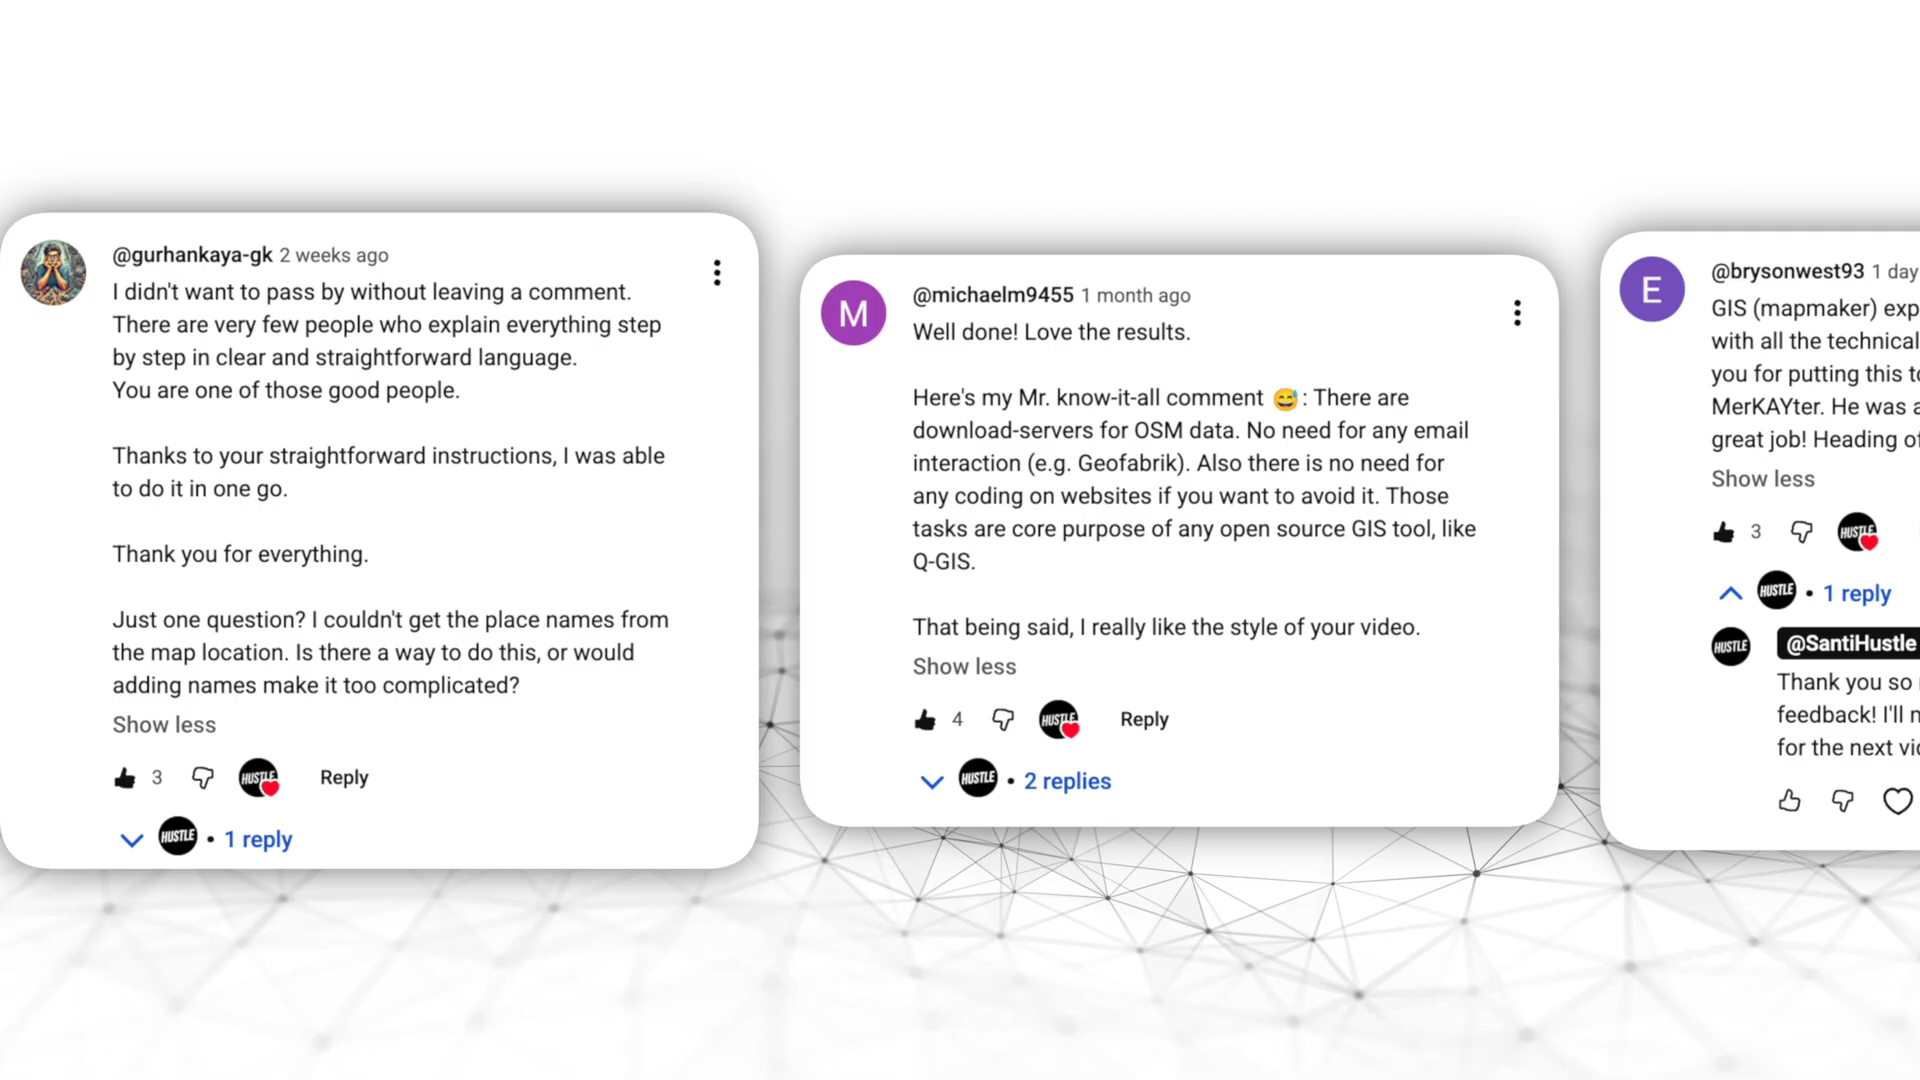 @gurhankaya-gk 2 weeks ago
I didn't want to pass by without leaving a comment.
There are very few people who explain everything step
by step in clear and straightforward language.
You are one of those good people.
Thanks to your straightforward instructions, I was able
to do it in one go.
Thank you for everything.
Just one question? I couldn't get the place names from
the map location. Is there a way to do this, or would
adding names make it too complicated?
Show less
3
HUSTLE
Reply
HUSTLE
• 1 reply
M
@michaelm9455 1 month ago
Well done! Love the results.
Here's my Mr. know-it-all comment 😅: There are
download-servers for OSM data. No need for any email
interaction (e.g. Geofabrik). Also there is no need for
any coding on websites if you want to avoid it. Those
tasks are core purpose of any open source GIS tool, like
Q-GIS.
That being said, I really like the style of your video.
Show less
4
HUSTLE
Reply
HUSTLE
• 2 replies
E
@brysonwest93 1 day
GIS (mapmaker)
with all the technical
you for putting this
MerKAYter. He was
great job! Heading
Show less
3
HUSTLE
HUSTLE
• 1 reply
HUSTLE
@SantiHustle
Thank you so
feedback! I'll
for the next